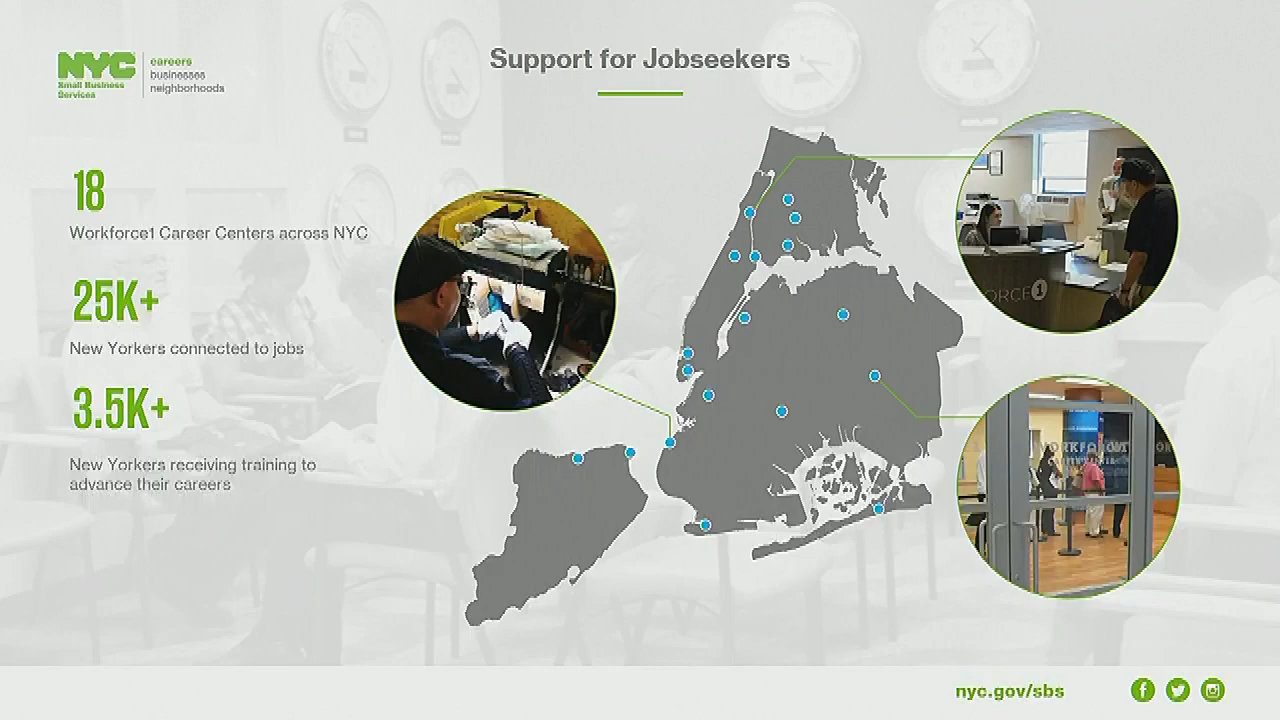 Support for Jobseekers
NYC
Small Business
Services
careers
businesses
neighborhoods
18
Workforce1 Career Centers across NYC
25K+
New Yorkers connected to jobs
3.5K+
New Yorkers receiving training to
advance their careers
ORCE1
nyc.gov/sbs